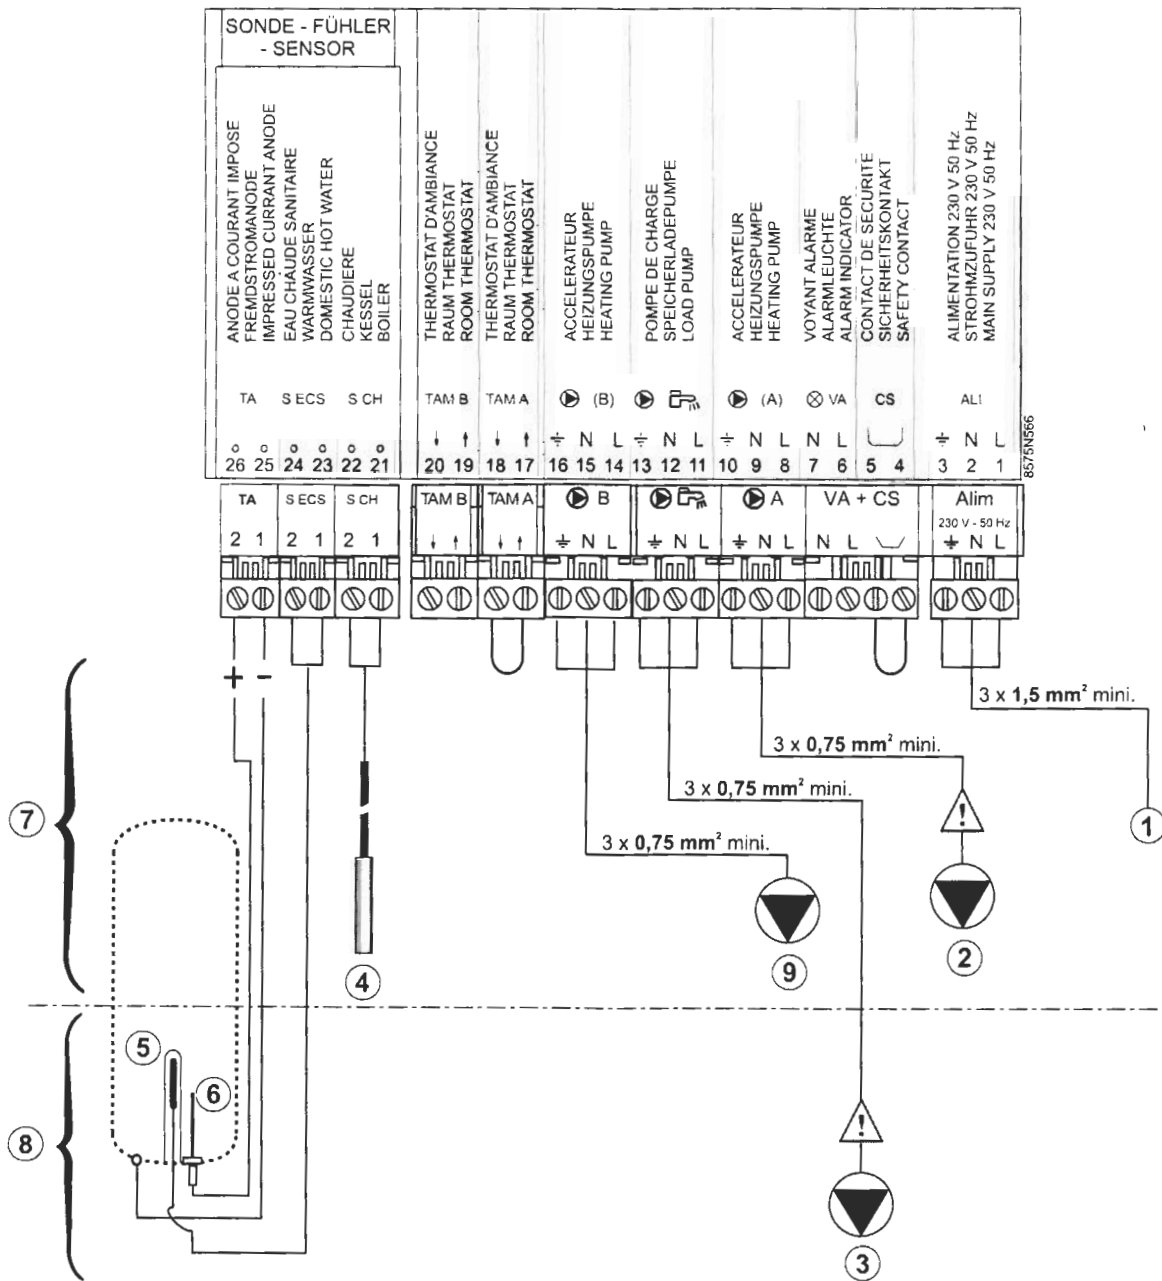 SONDE - FÜHLER
- SENSOR
ANODE A COURANT IMPOSE
FREMDSTROMANODE
IMPRESSED CURRANT ANODE
EAU CHAUDE SANITAIRE
WARMWASSER
DOMESTIC HOT WATER
CHAUDIERE
KESSEL
BOILER
THERMOSTAT D'AMBIANCE
RAUM THERMOSTAT
ROOM THERMOSTAT
THERMOSTAT D'AMBIANCE
RAUM THERMOSTAT
ROOM THERMOSTAT
ACCELERATEUR
HEIZUNGSPUMPE
HEATING PUMP
POMPE DE CHARGE
SPEICHERLADEPUMPE
LOAD PUMP
ACCELERATEUR
HEIZUNGSPUMPE
HEATING PUMP
VOYANT ALARME
ALARMLEUCHTE
ALARM INDICATOR
CONTACT DE SECURITE
SICHERHEITSKONTAKT
SAFETY CONTACT
ALIMENTATION 230 V 50 Hz
STROHMZUFUHR 230 V 50 Hz
MAIN SUPPLY 230 V 50 Hz
TA S ECS S CH TAM B TAM A (B) (A) VA CS ALI
N L N L N L N L N L
26 25 24 23 22 21 20 19 18 17 16 15 14 13 12 11 10 9 8 7 6 5 4 3 2 1
8575N566
TA S ECS S CH TAM B TAM A B A VA + CS Alim
230 V - 50 Hz
2 1 2 1 2 1 N L N L N L N L N L
+ -
3 x 1,5 mm² mini.
3 x 0,75 mm² mini.
3 x 0,75 mm² mini.
3 x 0,75 mm² mini.
7
1
!
2
9
4
5
6
8
!
3